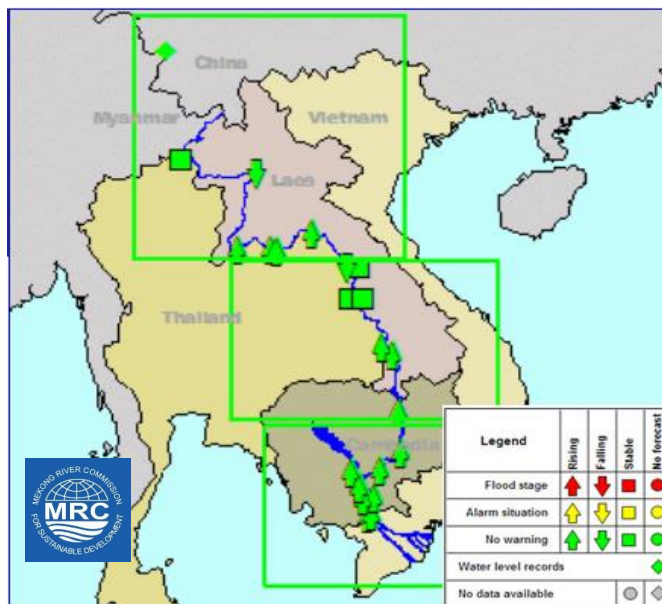 China
Myanmar
Vietnam
Laos
Thailand
Cambodia
MEKONG RIVER COMMISSION
MRC
FOR SUSTAINABLE DEVELOPMENT
Legend
Rising
Falling
Stable
No forecast
Flood stage
Alarm situation
No warning
Water level records
No data available